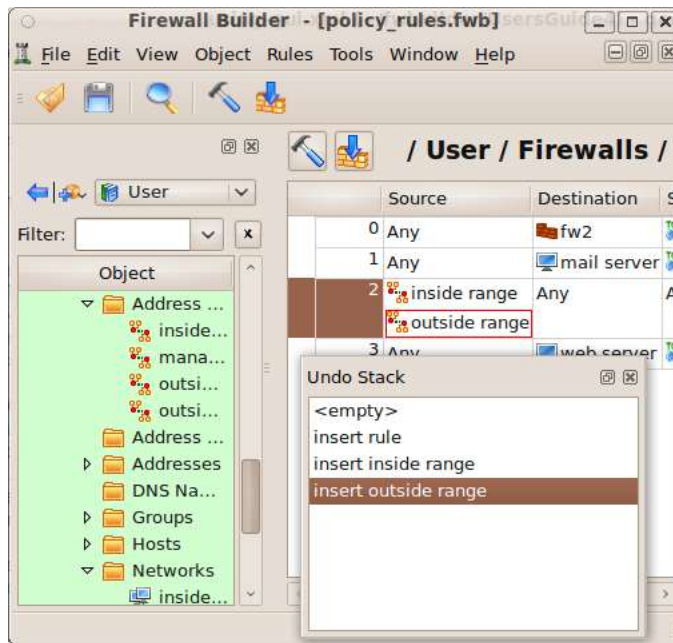 Firewall Builder - [policy_rules.fwb]
File Edit View Object Rules Tools Window Help
/ User / Firewalls /
User
Filter:
Object
Address ...
inside...
mana...
outsi...
outsi...
Address ...
Addresses
DNS Na...
Groups
Hosts
Networks
inside...
Source Destination S
0 Any fw2
1 Any mail server
2 inside range Any A
outside range
3 Any web server
Undo Stack
<empty>
insert rule
insert inside range
insert outside range